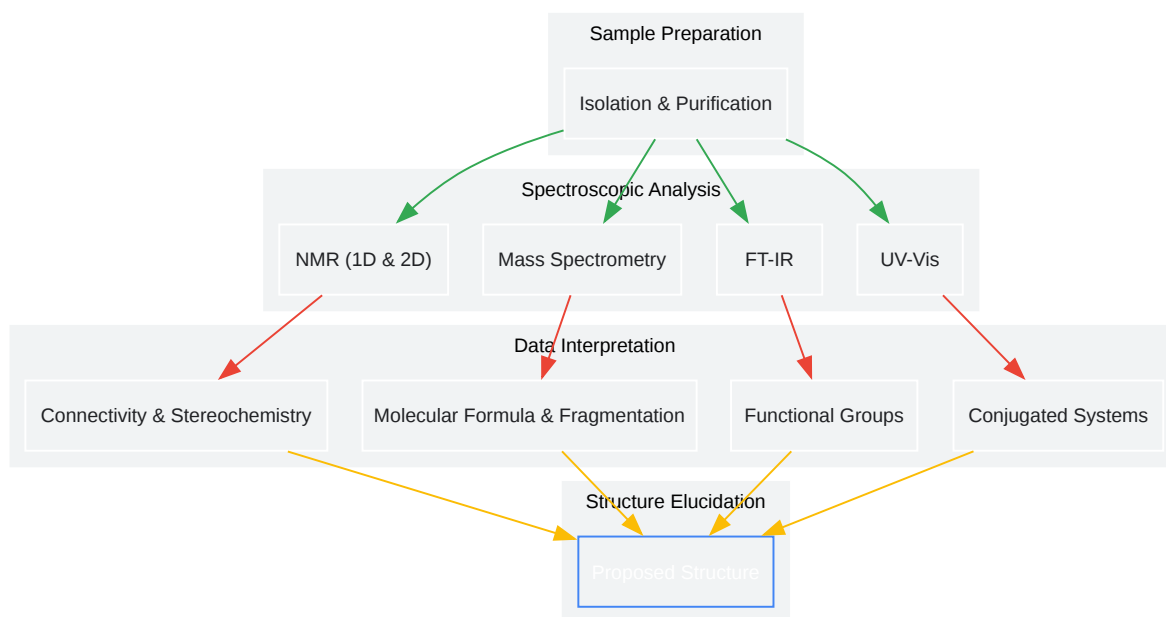 Sample Preparation
Isolation & Purification
Spectroscopic Analysis
NMR (1D & 2D)
Mass Spectrometry
FT-IR
UV-Vis
Data Interpretation
Connectivity & Stereochemistry
Molecular Formula & Fragmentation
Functional Groups
Conjugated Systems
Structure Elucidation
Proposed Structure